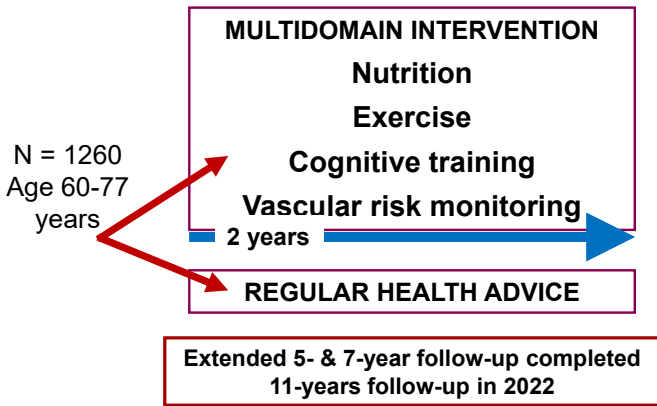 MULTIDOMAIN INTERVENTION
Nutrition
Exercise
Cognitive training
Vascular risk monitoring
N = 1260
Age 60-77
years
2 years
REGULAR HEALTH ADVICE
Extended 5- & 7-year follow-up completed
11-years follow-up in 2022